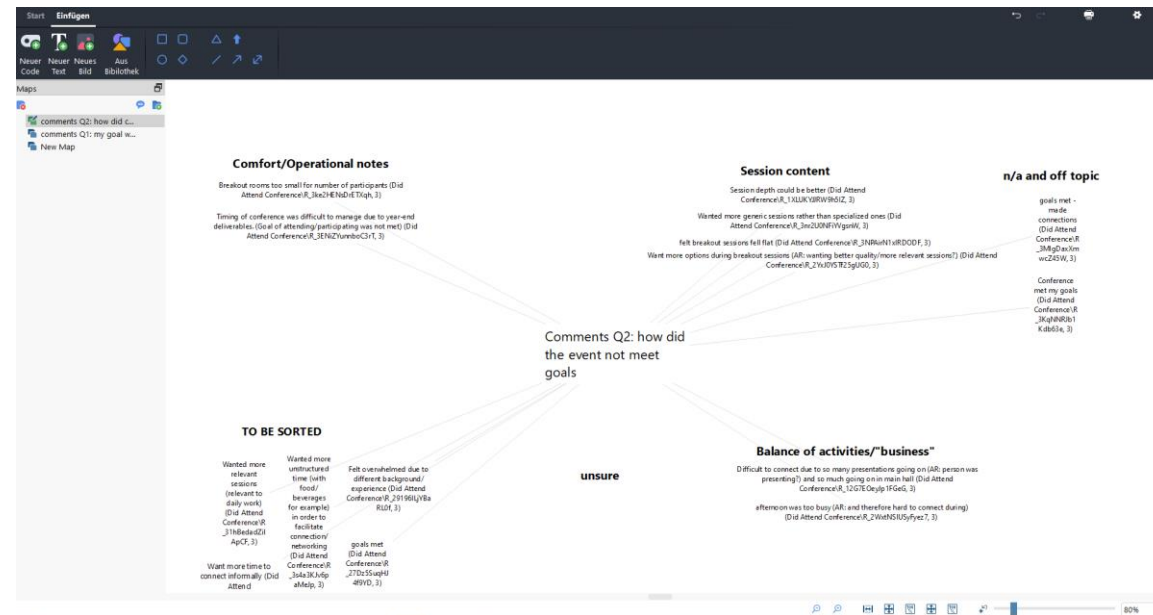 Start Einfügen
Neuer Code
Neuer Text
Neues Bild
Aus Bibliothek
Maps
comments Q2: how did c...
comments Q1: my goal w...
New Map
Comfort/Operational notes
Breakout rooms too small for number of participants (Did
Attend Conference\R_3ke2HENsDrETXqh, 3)
Timing of conference was difficult to manage due to year-end
deliverables. (Goal of attending/participating was not met) (Did
Attend Conference\R_3ENiZYunnboC3rT, 3)
Session content
Session depth could be better (Did Attend
Conference\R_1XLUKYJIRW9h5IZ, 3)
Wanted more generic sessions rather than specialized ones (Did
Attend Conference\R_3nr2U0NFiYVgsnW, 3)
felt breakout sessions fell flat (Did Attend Conference\R_3NPAirN1xlRDODF, 3)
Want more options during breakout sessions (AR: wanting better quality/more relevant sessions?) (Did Attend
Conference\R_2YxJ0YSTF25gUG0, 3)
n/a and off topic
goals met -
made
connections
(Did Attend
Conference\R
_3MlgDaxXm
wcZ45W, 3)
Conference
met my goals
(Did Attend
Conference\R
_3KqNNRJb1
Kdb63e, 3)
Comments Q2: how did
the event not meet
goals
TO BE SORTED
Wanted more
relevant
sessions
(relevant to
daily work)
(Did Attend
Conference\R
_31hBedadZil
ApCF, 3)
Wanted more
unstructured
time (with
food/
beverages
for example)
in order to
facilitate
connection/
networking
(Did Attend
Conference\R
_3s4a3KJv6p
aMelp, 3)
Felt overwhelmed due to
different background/
experience (Did Attend
Conference\R_29196ILjYBa
RL0f, 3)
Want more time to
connect informally (Did
Attend
goals met
(Did Attend
Conference\R
_27Dz5SuqHJ
4f9YD, 3)
unsure
Balance of activities/"business"
Difficult to connect due to so many presentations going on (AR: person was
presenting?) and so much going on in main hall (Did Attend
Conference\R_12G7EOeyIp1FGeG, 3)
afternoon was too busy (AR: and therefore hard to connect during)
(Did Attend Conference\R_2WxtNSIU5yFyez7, 3)
80%